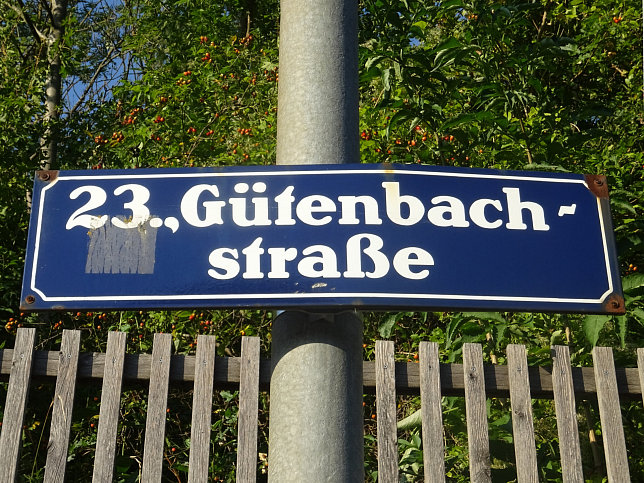 23., Gütenbach-
straße